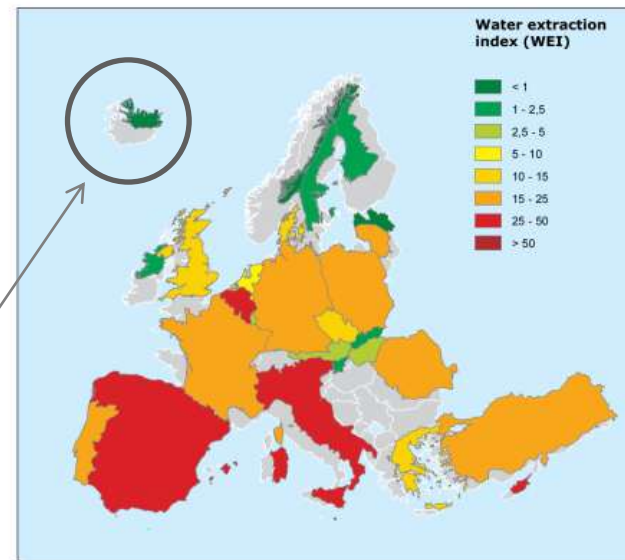 Water extraction
index (WEI)
< 1
1 - 2,5
2,5 - 5
5 - 10
10 - 15
15 - 25
25 - 50
> 50